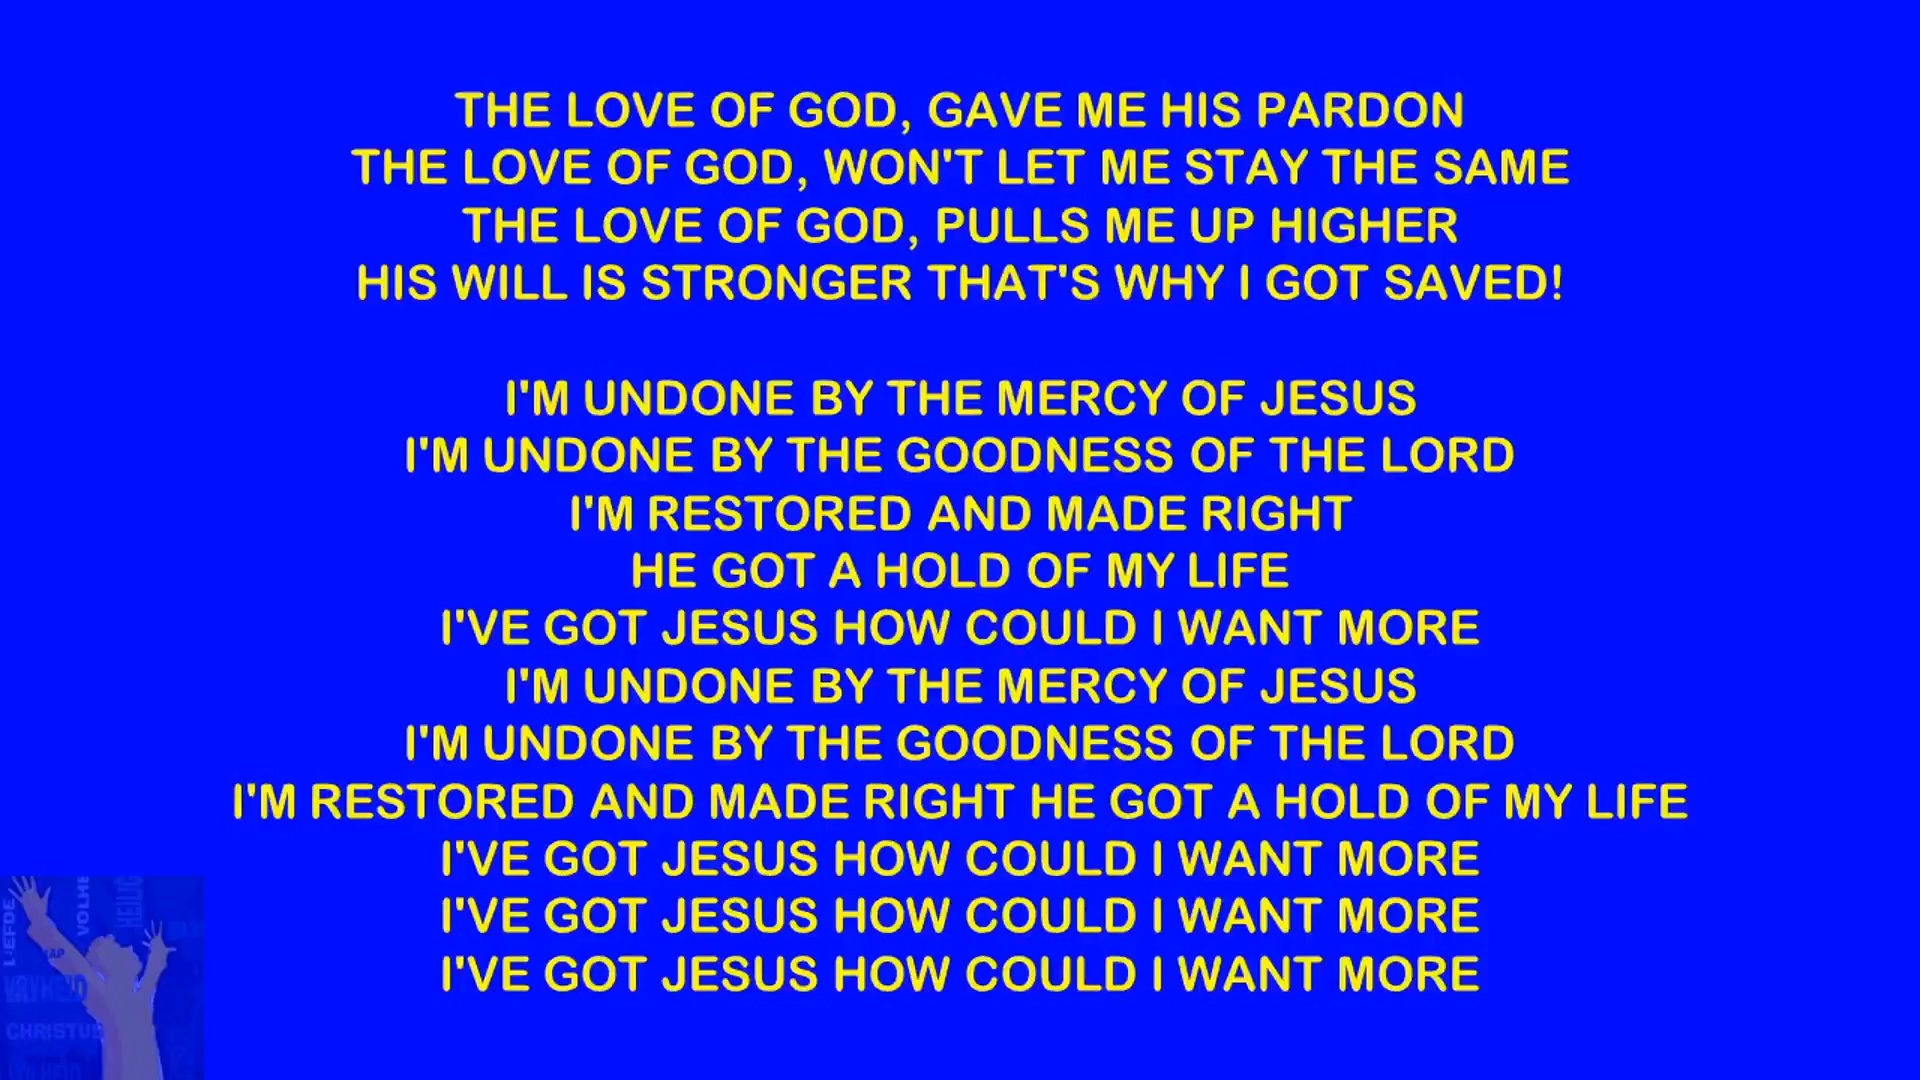 THE LOVE OF GOD, GAVE ME HIS PARDON
THE LOVE OF GOD, WON'T LET ME STAY THE SAME
THE LOVE OF GOD, PULLS ME UP HIGHER
HIS WILL IS STRONGER THAT'S WHY I GOT SAVED!
I'M UNDONE BY THE MERCY OF JESUS
I'M UNDONE BY THE GOODNESS OF THE LORD
I'M RESTORED AND MADE RIGHT
HE GOT A HOLD OF MY LIFE
I'VE GOT JESUS HOW COULD I WANT MORE
I'M UNDONE BY THE MERCY OF JESUS
I'M UNDONE BY THE GOODNESS OF THE LORD
I'M RESTORED AND MADE RIGHT HE GOT A HOLD OF MY LIFE
I'VE GOT JESUS HOW COULD I WANT MORE
I'VE GOT JESUS HOW COULD I WANT MORE
I'VE GOT JESUS HOW COULD I WANT MORE
LIEFDE
VOLHE
HEILIG
VRYHEID
CHRISTUS